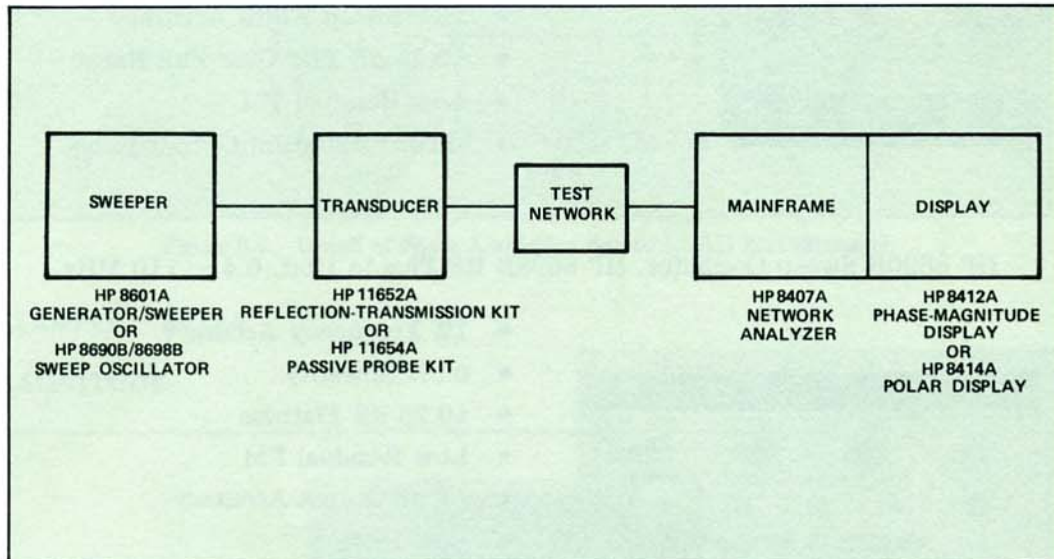 SWEEPER
TRANSDUCER
TEST
NETWORK
MAINFRAME
DISPLAY
HP 8601A
GENERATOR/SWEEPER
OR
HP 8690B/8698B
SWEEP OSCILLATOR
HP 11652A
REFLECTION-TRANSMISSION KIT
OR
HP 11654A
PASSIVE PROBE KIT
HP 8407A
NETWORK
ANALYZER
HP 8412A
PHASE-MAGNITUDE
DISPLAY
OR
HP 8414A
POLAR DISPLAY